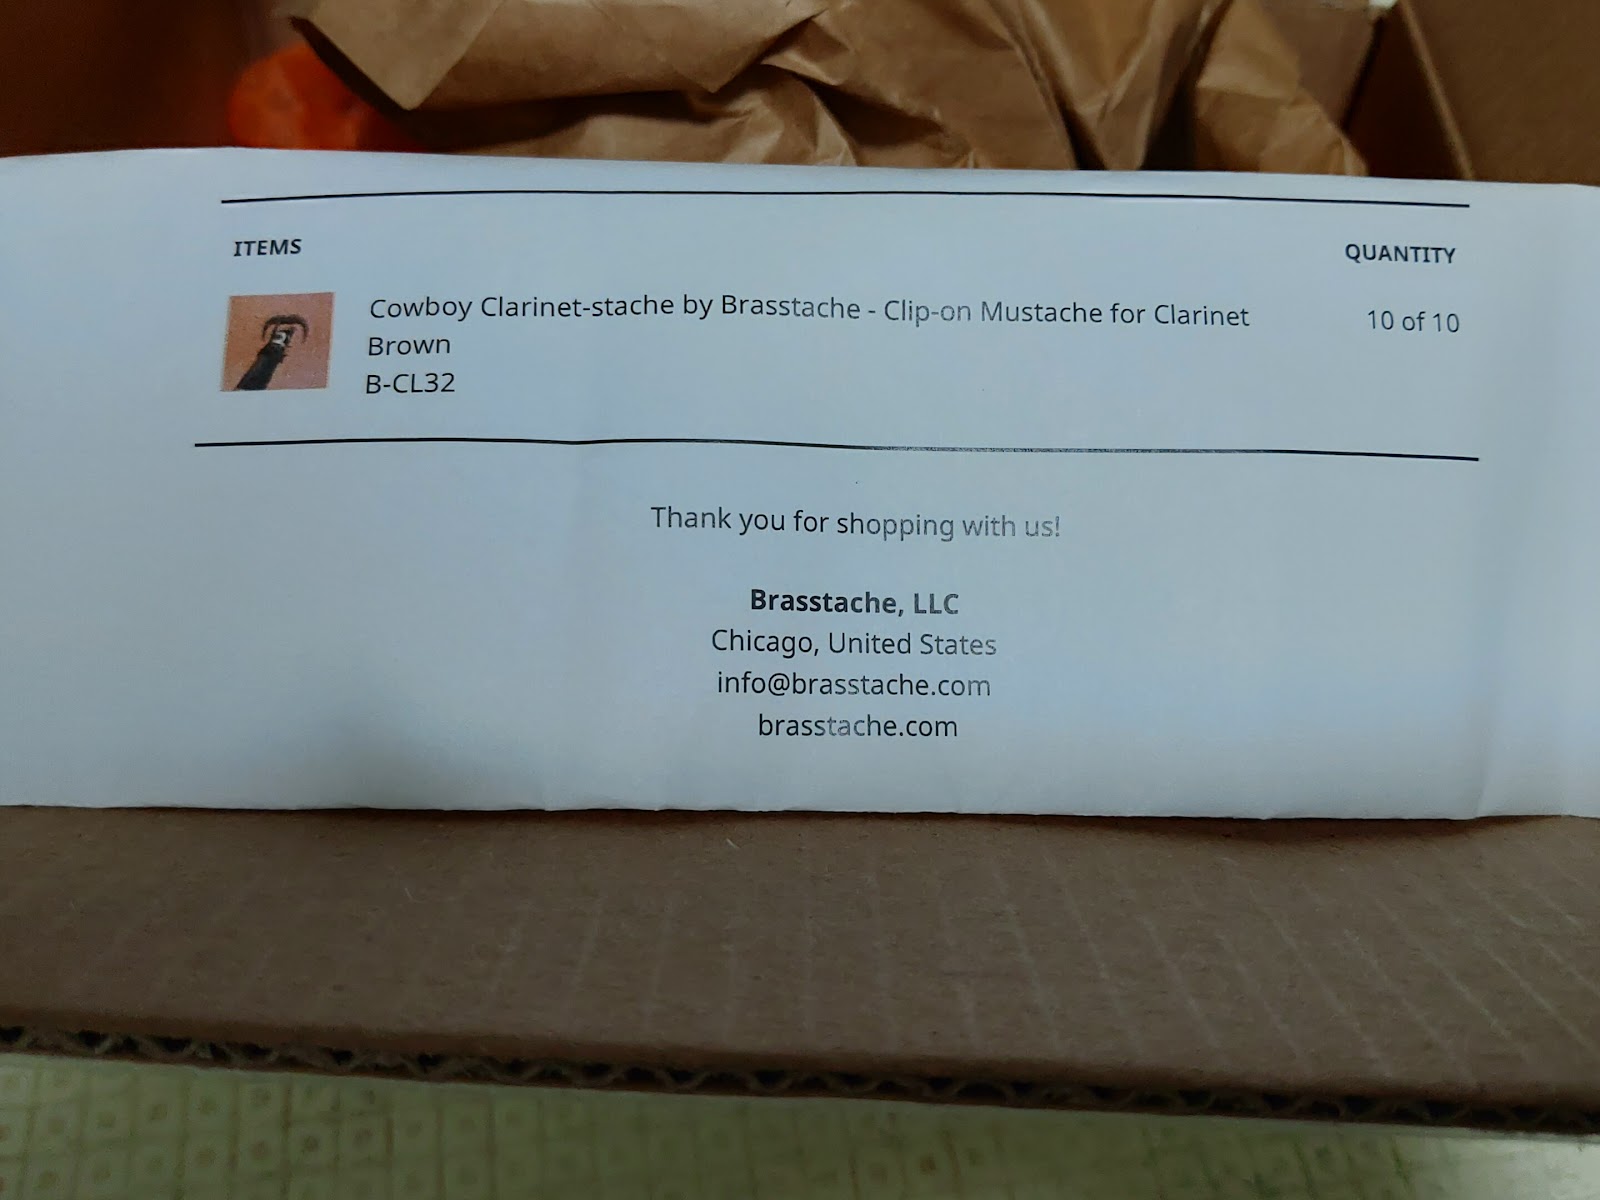 ITEMS
QUANTITY
Cowboy Clarinet-stache by Brasstache - Clip-on Mustache for Clarinet
10 of 10
Brown
B-CL32
Thank you for shopping with us!
Brasstache, LLC
Chicago, United States
info@brasstache.com
brasstache.com